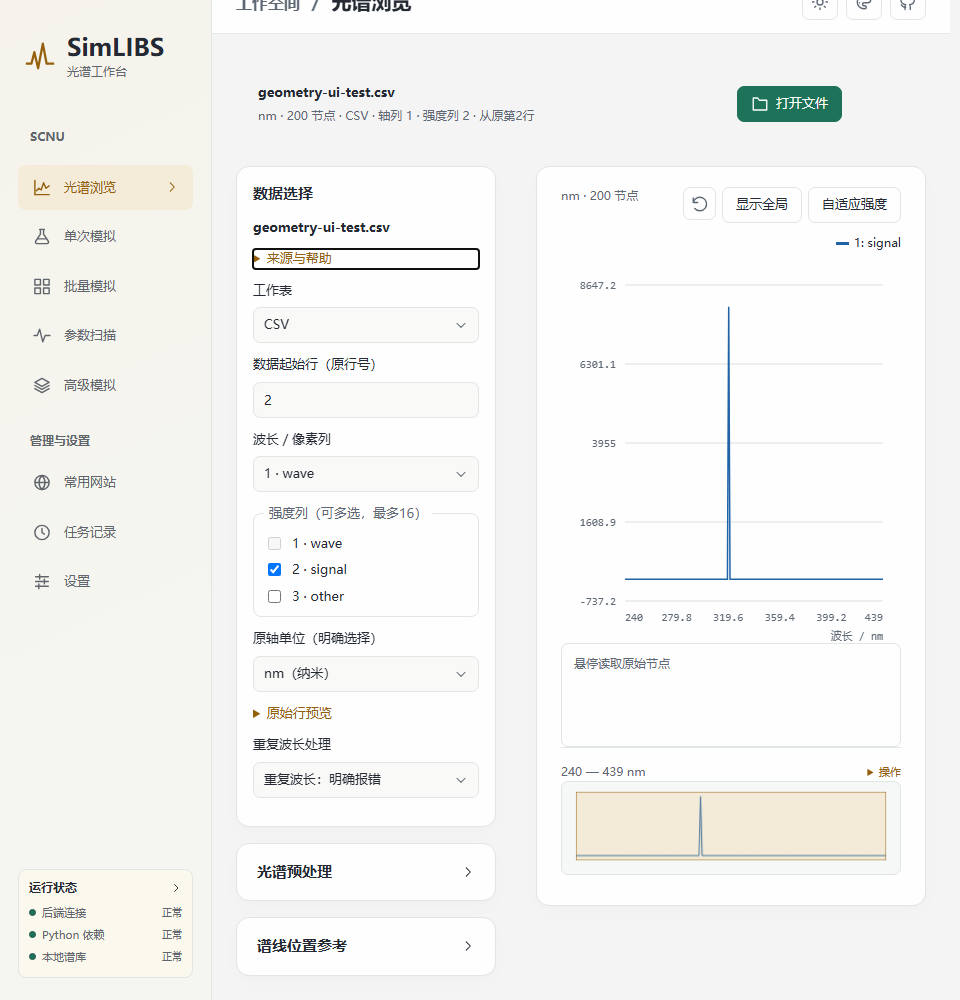 工作空间 / 光谱浏览
SimLIBS
光谱工作台
SCNU
光谱浏览
单次模拟
批量模拟
参数扫描
高级模拟
管理与设置
常用网站
任务记录
设置
运行状态
后端连接 正常
Python 依赖 正常
本地谱库 正常
geometry-ui-test.csv
nm · 200 节点 · CSV · 轴列 1 · 强度列 2 · 从原第2行
打开文件
数据选择
geometry-ui-test.csv
来源与帮助
工作表
CSV
数据起始行（原行号）
2
波长 / 像素列
1 · wave
强度列（可多选，最多16）
1 · wave
2 · signal
3 · other
原轴单位（明确选择）
nm（纳米）
原始行预览
重复波长处理
重复波长：明确报错
光谱预处理
谱线位置参考
nm · 200 节点
显示全局
自适应强度
1: signal
8647.2
6301.1
3955
1608.9
-737.2
240 279.8 319.6 359.4 399.2 439
波长 / nm
悬停读取原始节点
240 — 439 nm
操作